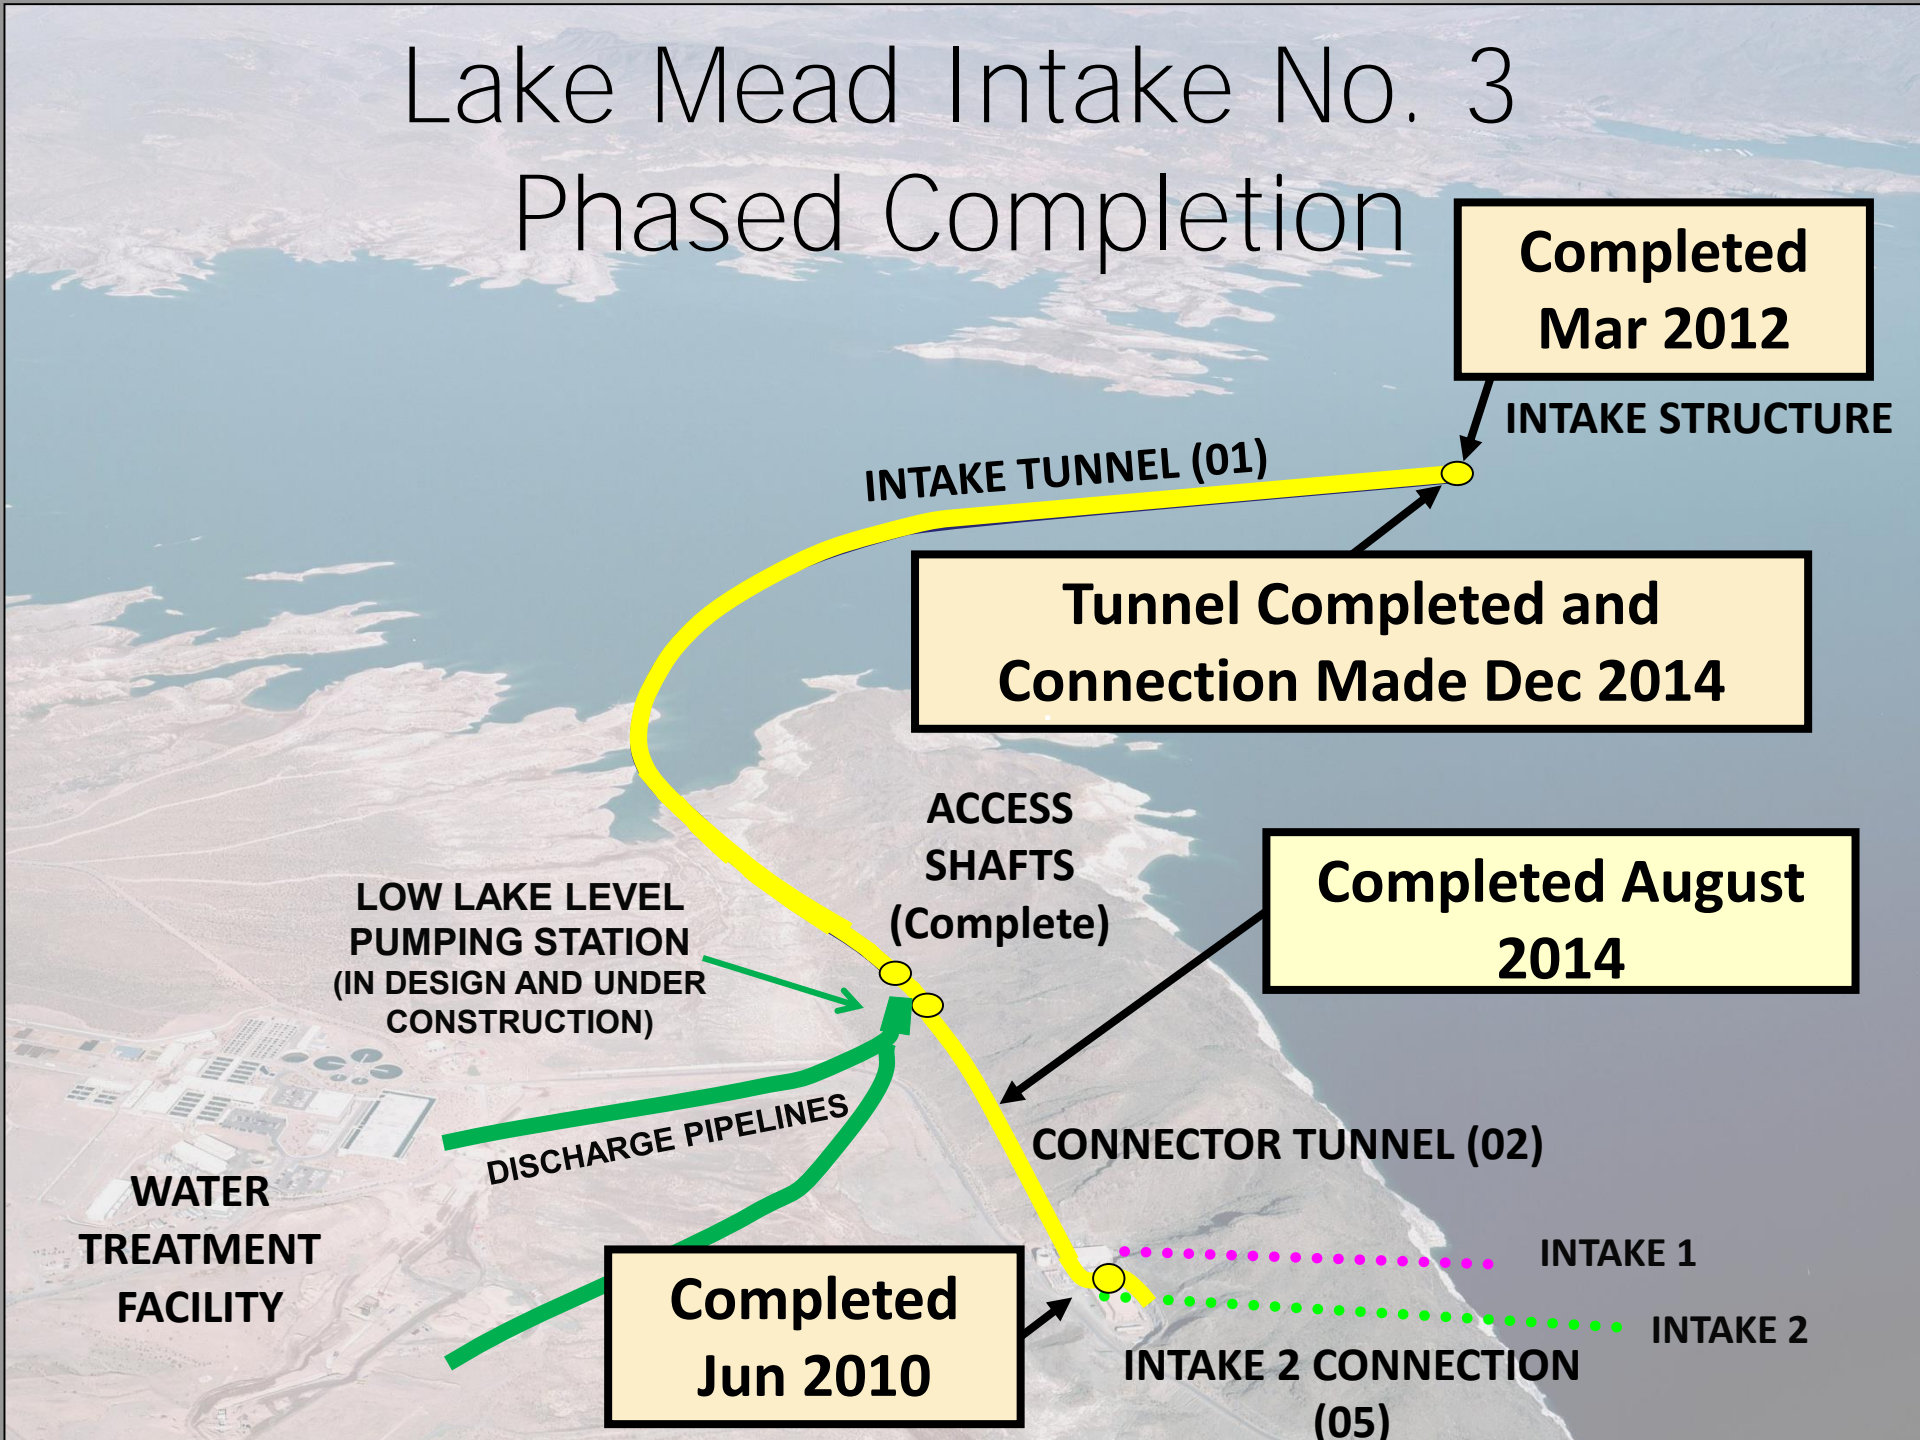 Lake Mead Intake No. 3
Phased Completion
Completed
Mar 2012
INTAKE STRUCTURE
INTAKE TUNNEL (01)
Tunnel Completed and
Connection Made Dec 2014
ACCESS
SHAFTS
(Complete)
Completed August
2014
LOW LAKE LEVEL
PUMPING STATION
(IN DESIGN AND UNDER
CONSTRUCTION)
DISCHARGE PIPELINES
CONNECTOR TUNNEL (02)
WATER
TREATMENT
FACILITY
INTAKE 1
Completed
Jun 2010
INTAKE 2
INTAKE 2 CONNECTION
(05)